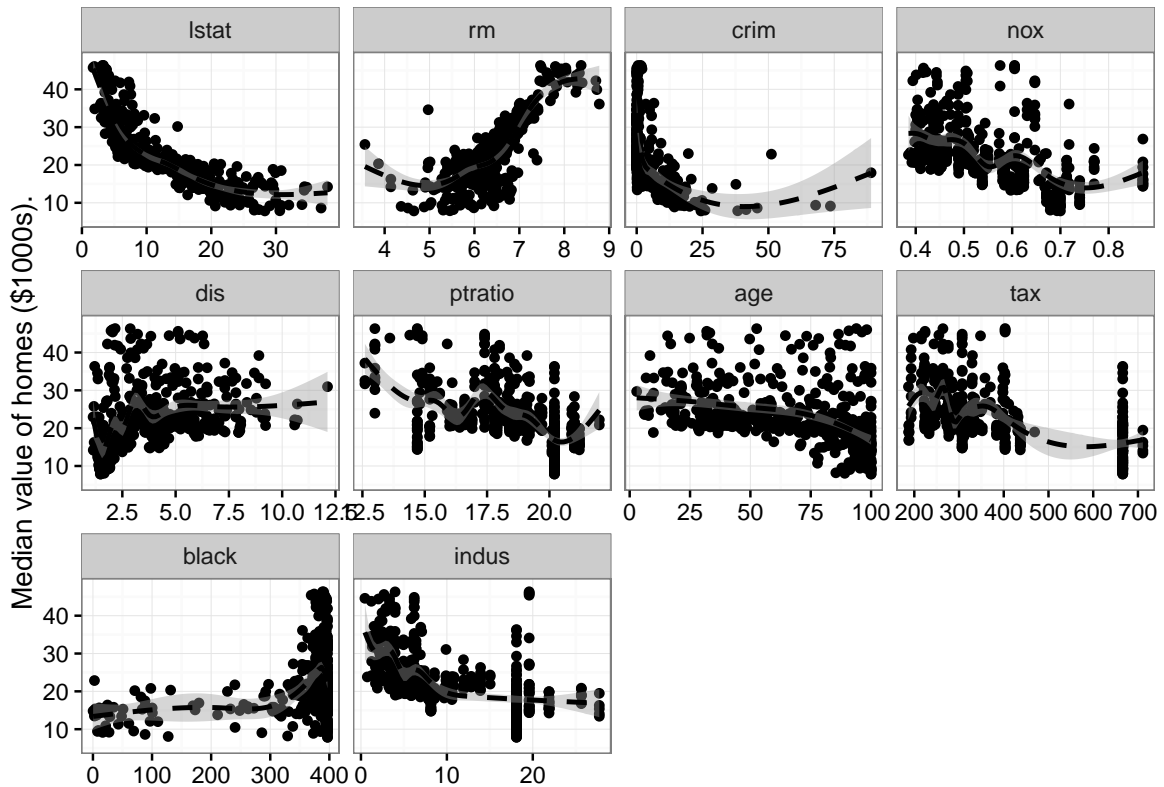 Median value of homes ($1000s).
lstat rm crim nox
40
30
20
10
0 10 20 30 4 5 6 7 8 9 0 25 50 75 0.4 0.5 0.6 0.7 0.8
dis ptratio age tax
40
30
20
10
2.5 5.0 7.5 10.0 12.5 12.5 15.0 17.5 20.0 0 25 50 75 100 200 300 400 500 600 700
black indus
40
30
20
10
0 100 200 300 400 0 10 20